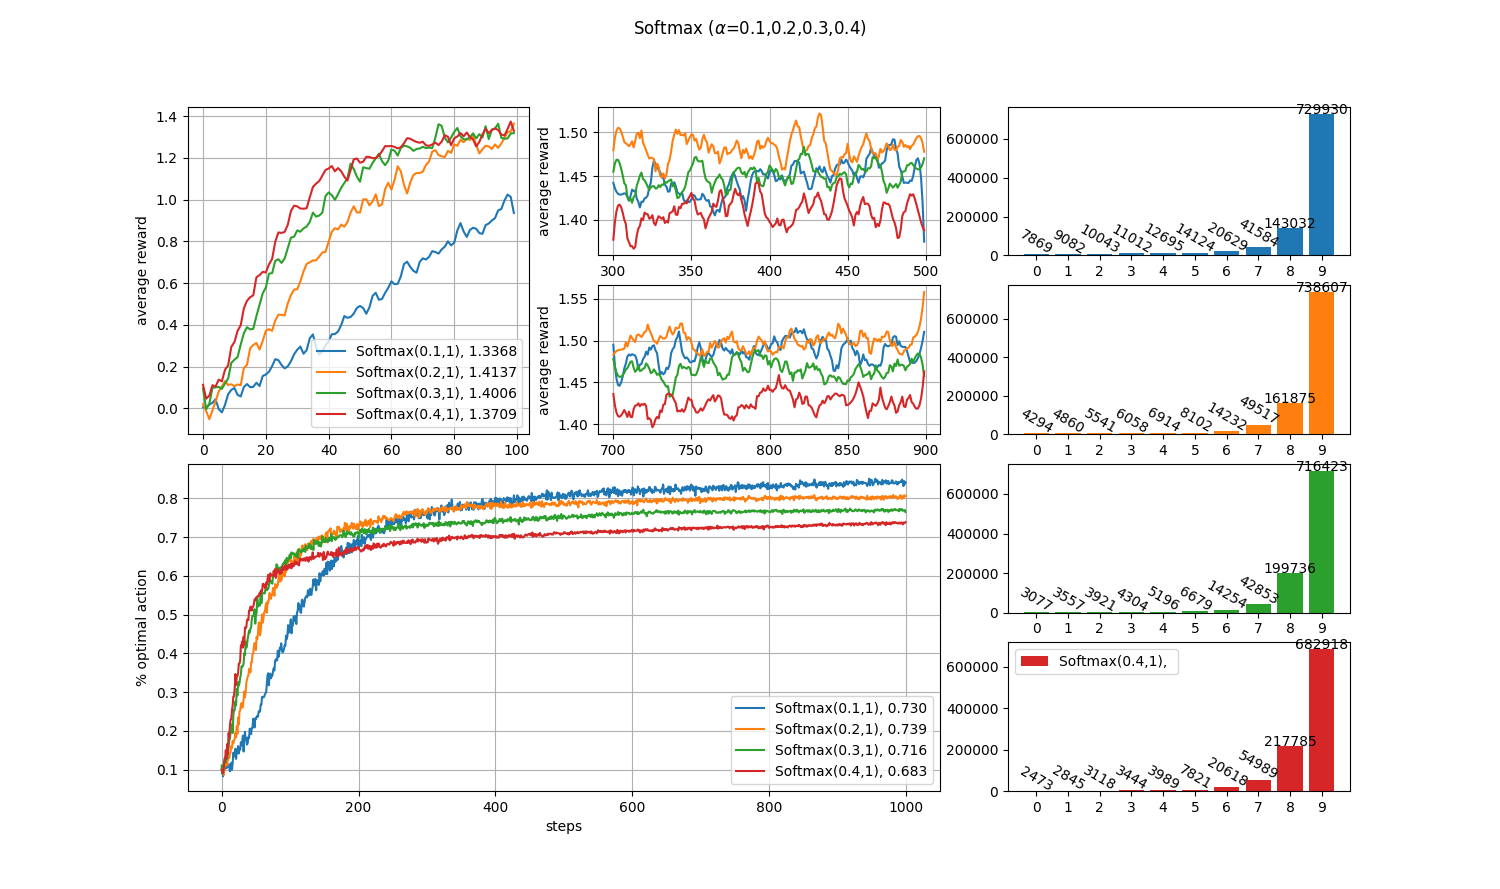 Softmax (α=0.1,0.2,0.3,0.4)
average reward
1.4
1.2
1.0
0.8
0.6
0.4
0.2
0.0
0 20 40 60 80 100
Softmax(0.1,1), 1.3368
Softmax(0.2,1), 1.4137
Softmax(0.3,1), 1.4006
Softmax(0.4,1), 1.3709
average reward
1.50
1.45
1.40
300 350 400 450 500
average reward
1.55
1.50
1.45
1.40
700 750 800 850 900
600000
400000
200000
0
7869 9082 10043 11012 12695 14124 20629 41584 143032 729930
0 1 2 3 4 5 6 7 8 9
600000
400000
200000
0
4294 4860 5541 6058 6914 8102 14232 49517 161875 738607
0 1 2 3 4 5 6 7 8 9
% optimal action
0.8
0.7
0.6
0.5
0.4
0.3
0.2
0.1
0 200 400 600 800 1000
steps
Softmax(0.1,1), 0.730
Softmax(0.2,1), 0.739
Softmax(0.3,1), 0.716
Softmax(0.4,1), 0.683
600000
400000
200000
0
3077 3557 3921 4304 5196 6679 14254 42853 199736 716423
0 1 2 3 4 5 6 7 8 9
Softmax(0.4,1),
600000
400000
200000
0
2473 2845 3118 3444 3989 7821 20618 54989 217785 682918
0 1 2 3 4 5 6 7 8 9